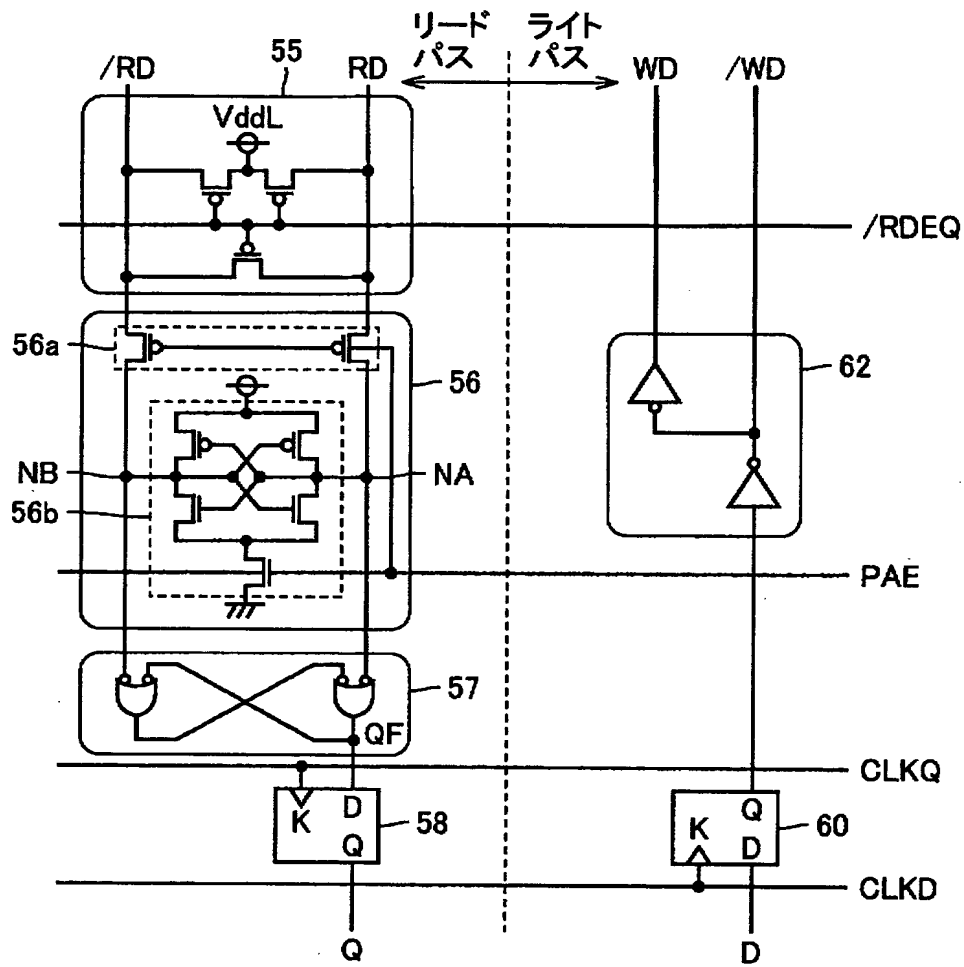 リード
パス
ライト
パス
55
/RD
RD
WD
/WD
VddL
/RDEQ
56a
56
62
NB
NA
56b
PAE
57
QF
CLKQ
D
K
Q
58
Q
K
D
60
CLKD
Q
D